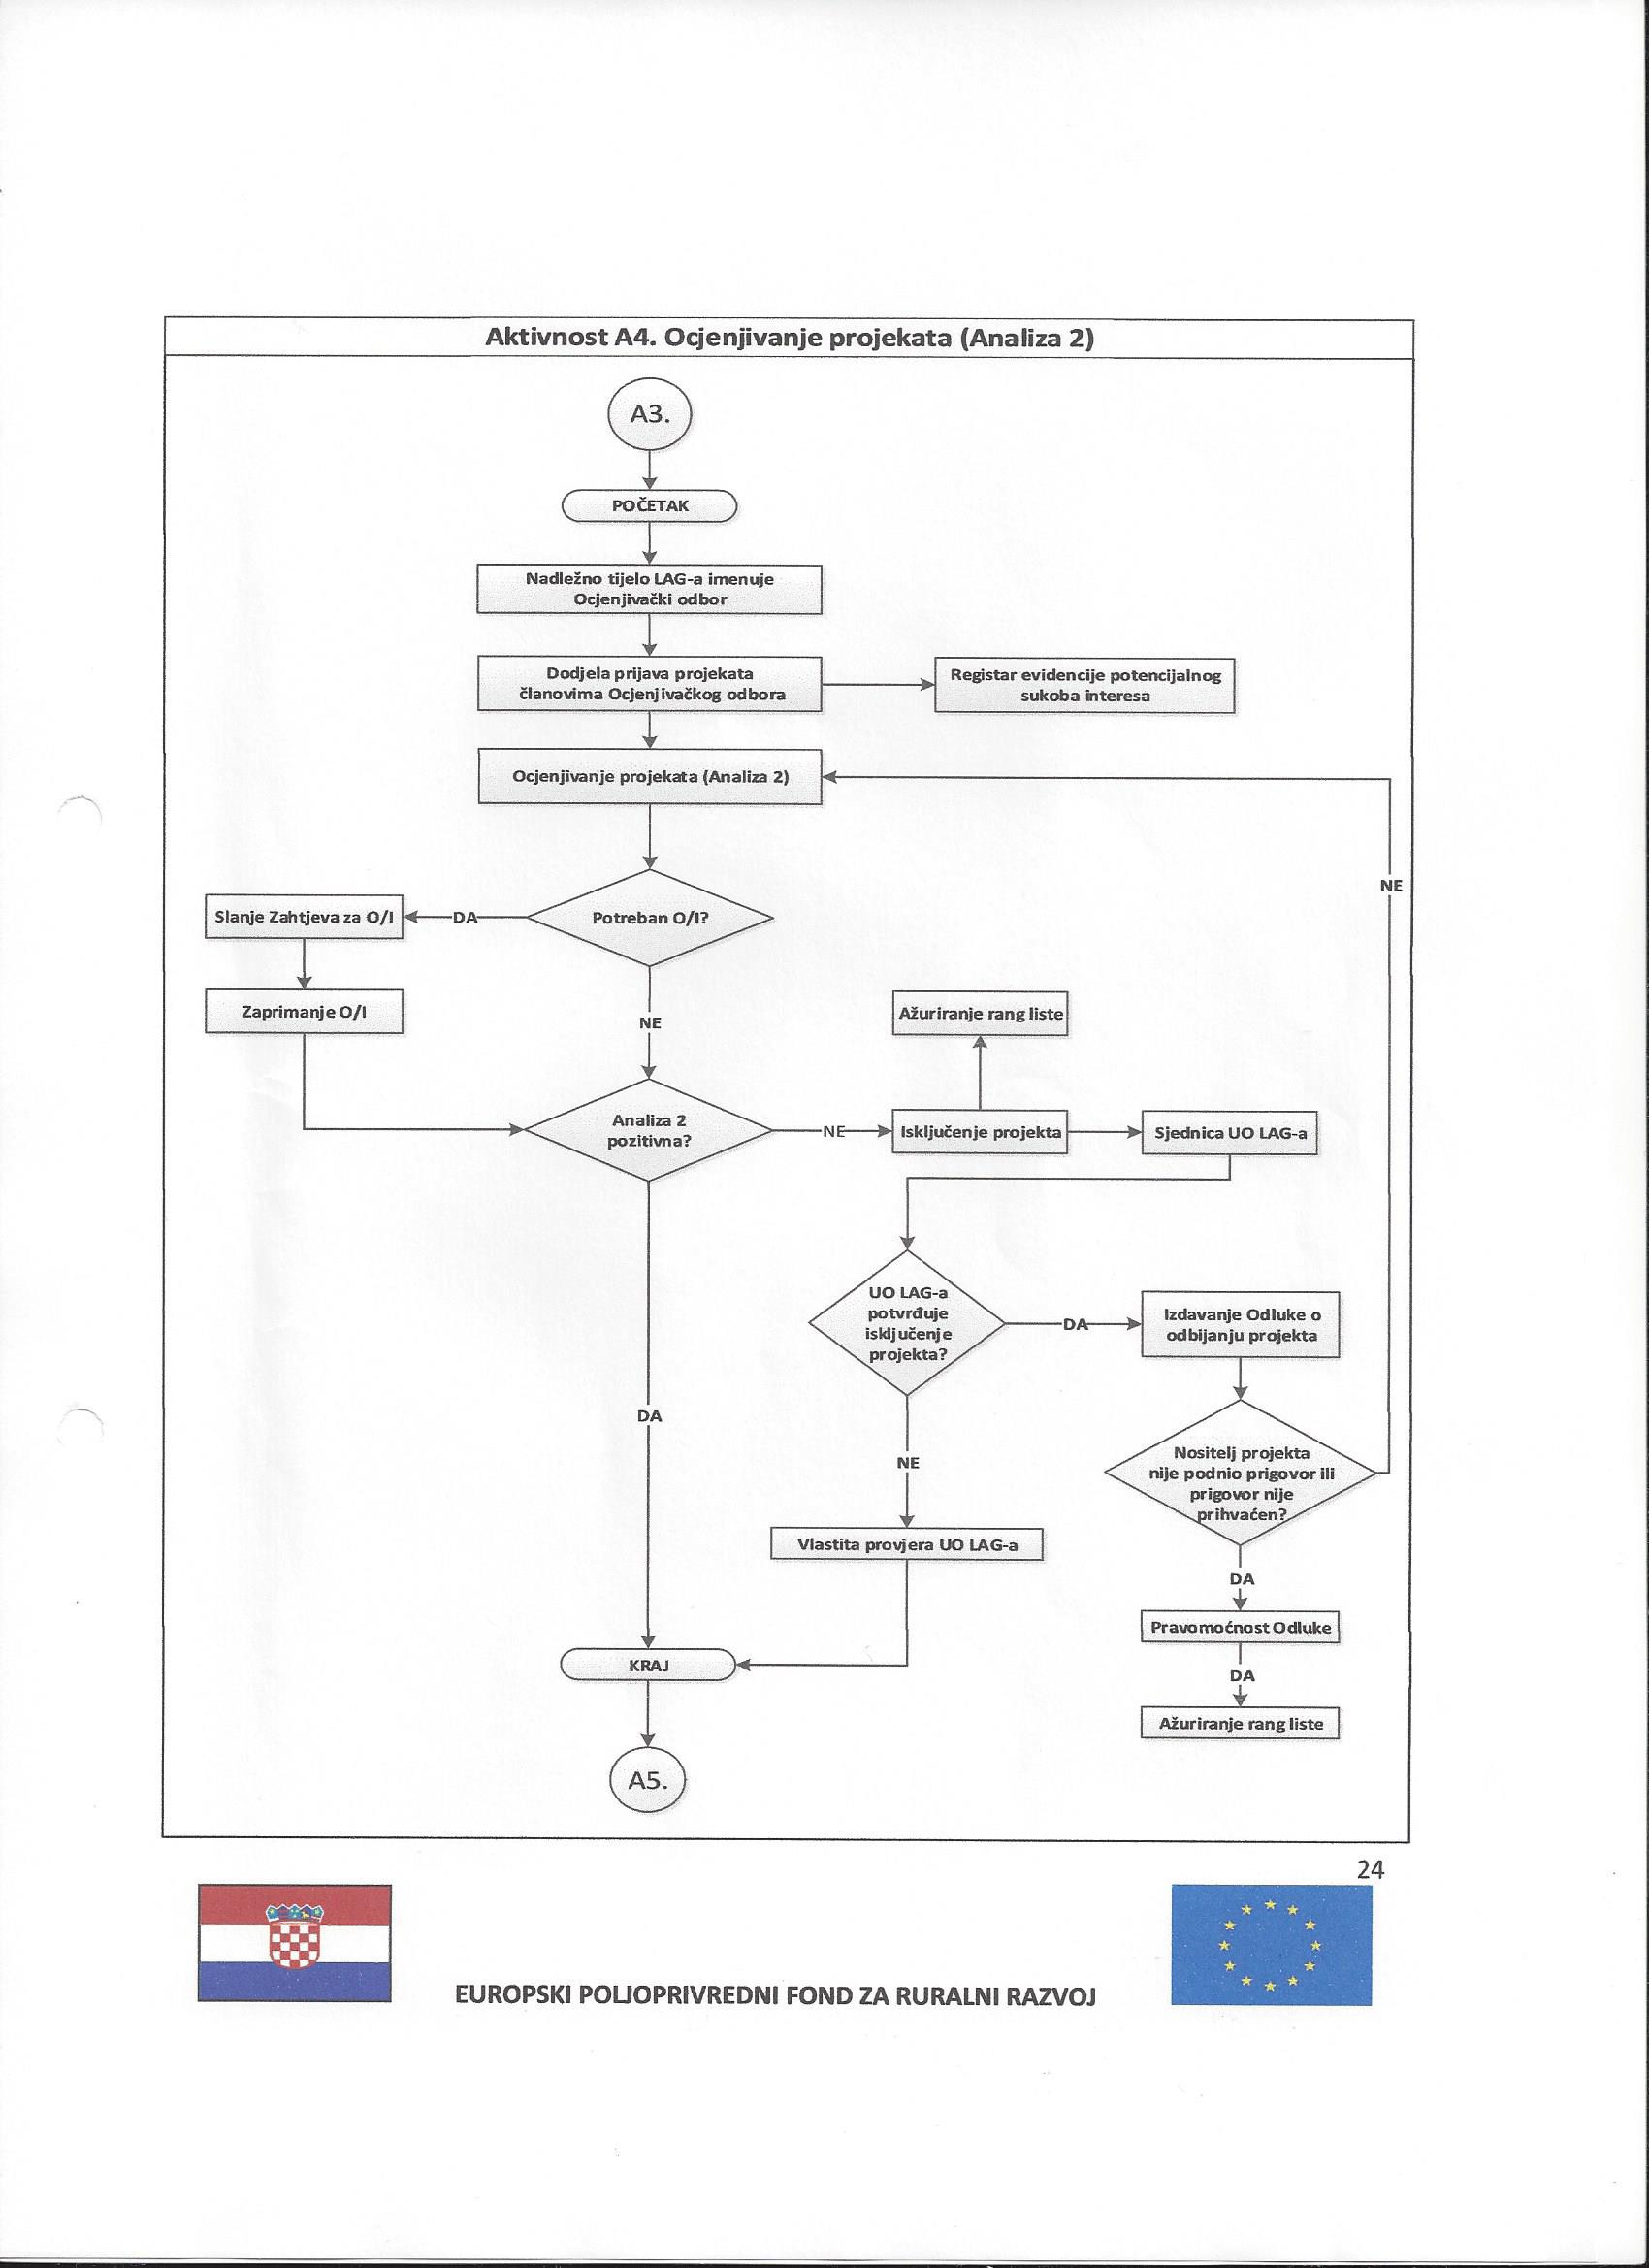 Aktivnost A4. Ocjenjivanje projekata (Analiza 2)
A3.
POČETAK
Nadležno tijelo LAG-a imenuje
Ocjenjivački odbor
Dodjela prijava projekata
članovima Ocjenjivačkog odbora
Registar evidencije potencijalnog
sukoba interesa
Ocjenjivanje projekata (Analiza 2)
NE
Slanje Zahtjeva za O/I
DA
Potreban O/I?
Zaprimanje O/I
NE
Ažuriranje rang liste
Analiza 2
pozitivna?
NE
Isključenje projekta
Sjednica UO LAG-a
UO LAG-a
potvrđuje
isključenje
projekta?
DA
Izdavanje Odluke o
odbijanju projekta
DA
NE
Nositelj projekta
nije podnio prigovor ili
prigovor nije
prihvaćen?
Vlastita provjera UO LAG-a
DA
Pravomoćnost Odluke
KRAJ
DA
Ažuriranje rang liste
A5.
24
EUROPSKI POLJOPRIVREDNI FOND ZA RURALNI RAZVOJ